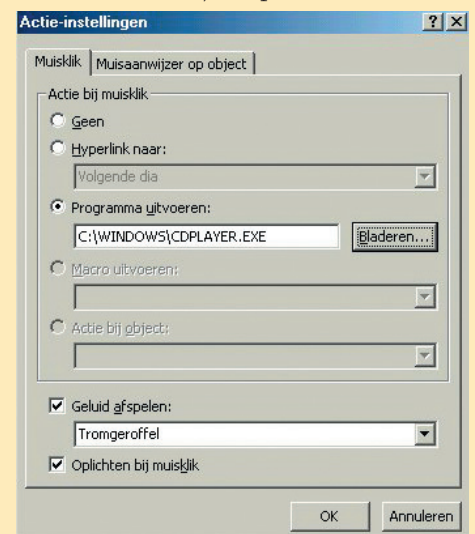 Actie-instellingen
Muisklik Muisaanwijzer op object
Actie bij muisklik
Geen
Hyperlink naar:
Volgende dia
Programma uitvoeren:
C:\WINDOWS\CDPLAYER.EXE Bladeren...
Macro uitvoeren:
Actie bij object:
Geluid afspelen:
Tromgeroffel
Oplichten bij muisklik
OK Annuleren